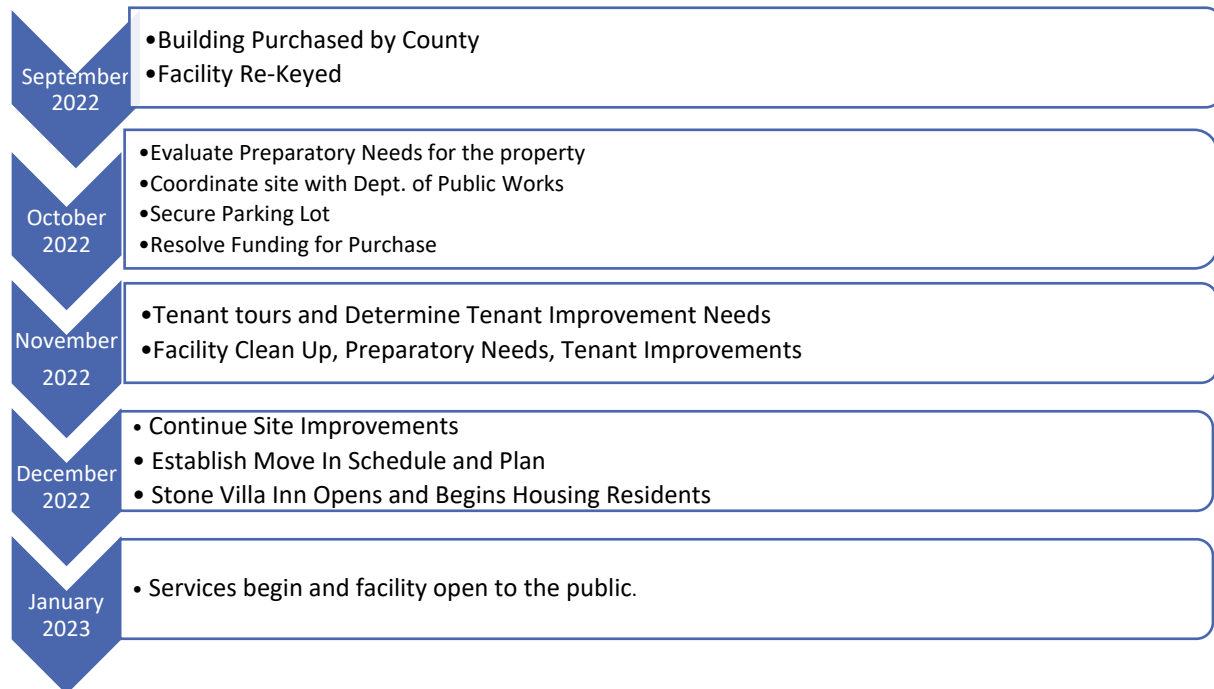 September
2022
•Building Purchased by County
•Facility Re-Keyed
October
2022
•Evaluate Preparatory Needs for the property
•Coordinate site with Dept. of Public Works
•Secure Parking Lot
•Resolve Funding for Purchase
November
2022
•Tenant tours and Determine Tenant Improvement Needs
•Facility Clean Up, Preparatory Needs, Tenant Improvements
December
2022
• Continue Site Improvements
• Establish Move In Schedule and Plan
• Stone Villa Inn Opens and Begins Housing Residents
January
2023
• Services begin and facility open to the public.